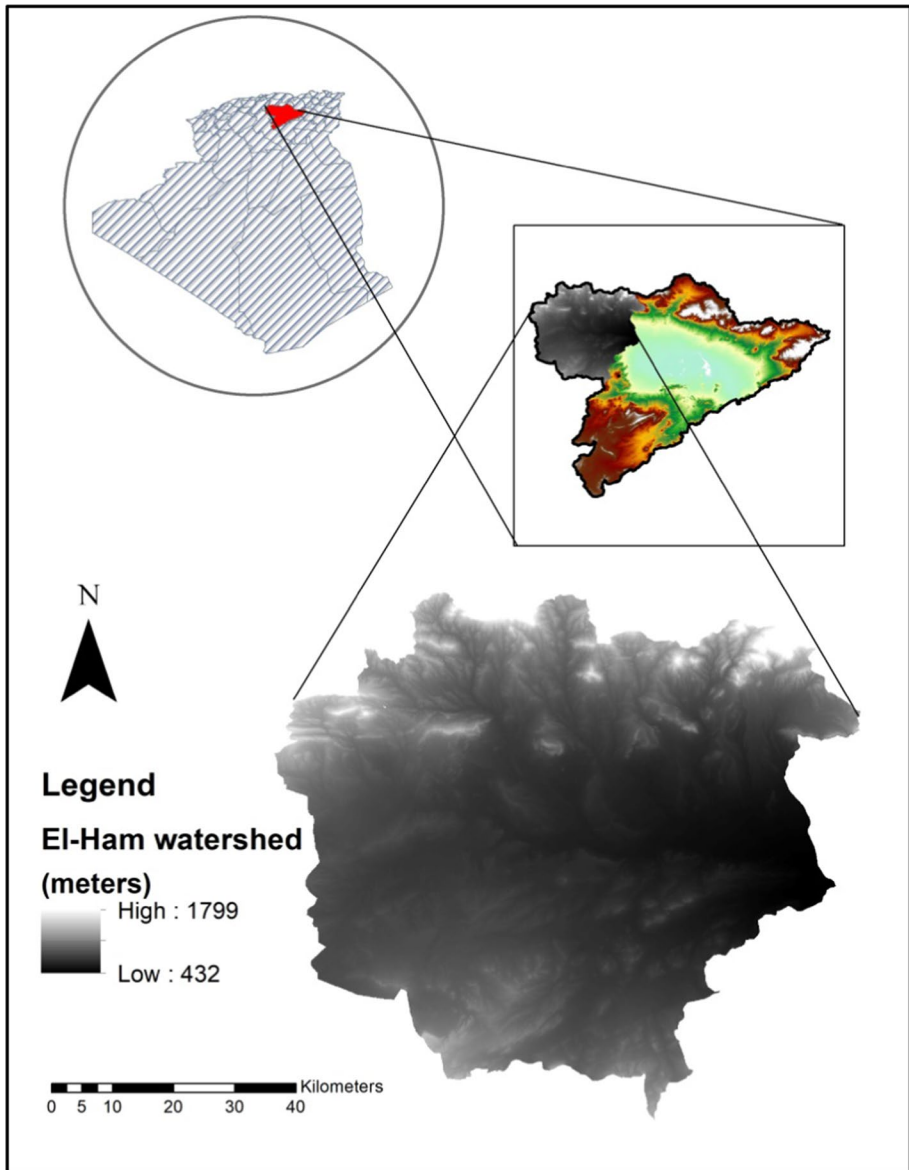 N
Legend
El-Ham watershed
(meters)
High : 1799
Low : 432
Kilometers
0 5 10 20 30 40